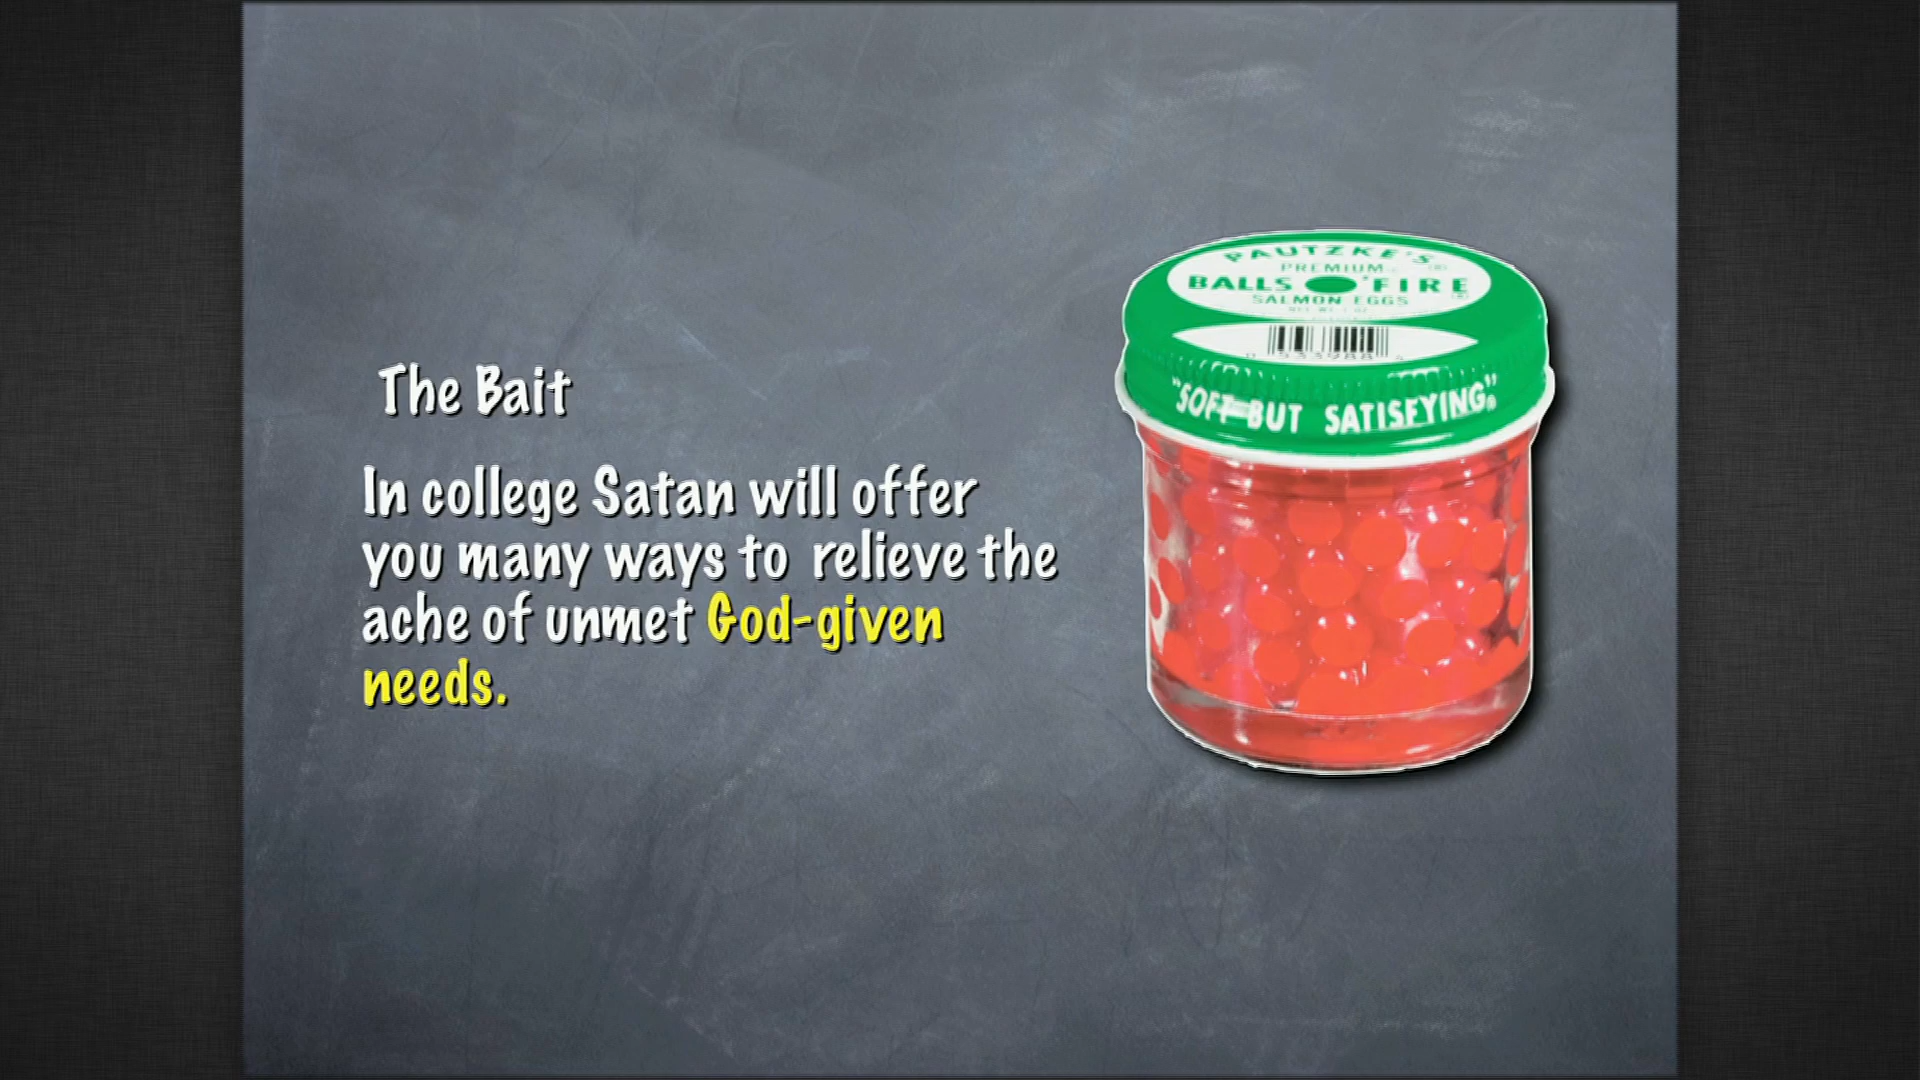 The Bait
In college Satan will offer
you many ways to relieve the
ache of unmet God-given
needs.
PAUTZKE'S
PREMIUM
BALLS O'FIRE
SALMON EGGS
"SOFT BUT SATISFYING"®